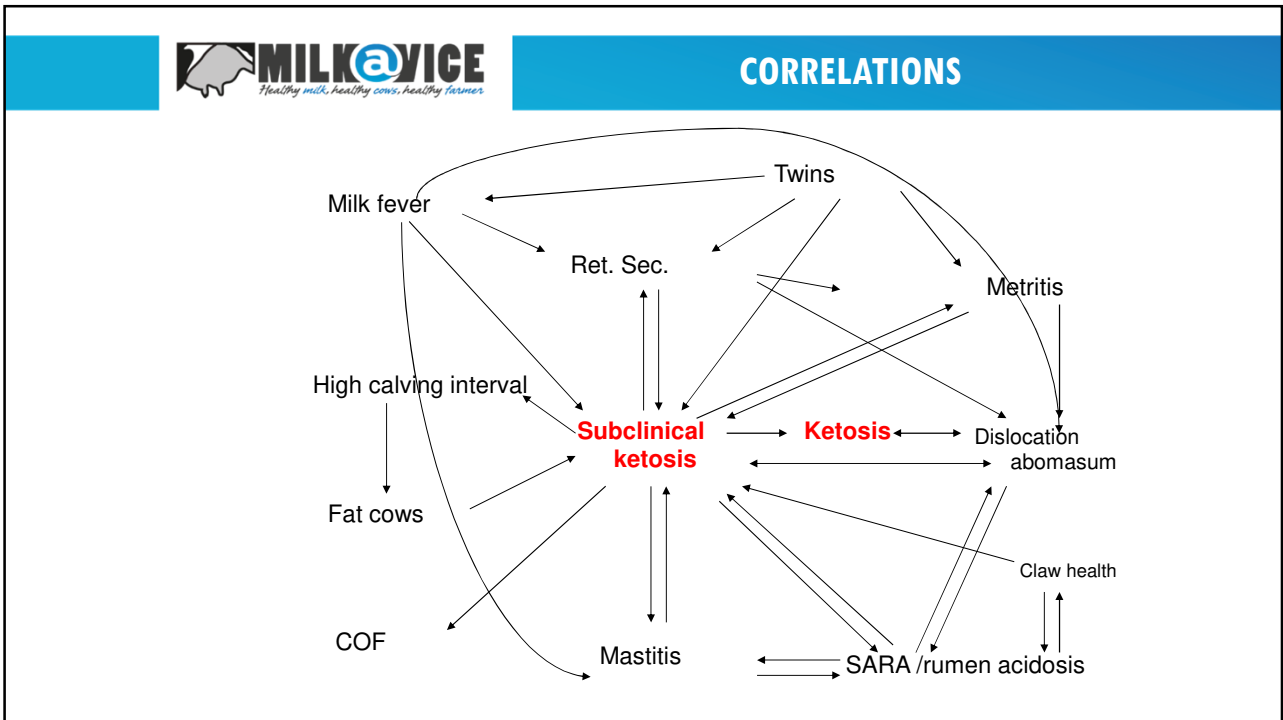 MILK@VICE
Healthy milk, healthy cows, healthy farmer
CORRELATIONS
Twins
Milk fever
Ret. Sec.
Metritis
High calving interval
Subclinical
ketosis
Ketosis
Dislocation
abomasum
Fat cows
Claw health
COF
Mastitis
SARA /rumen acidosis